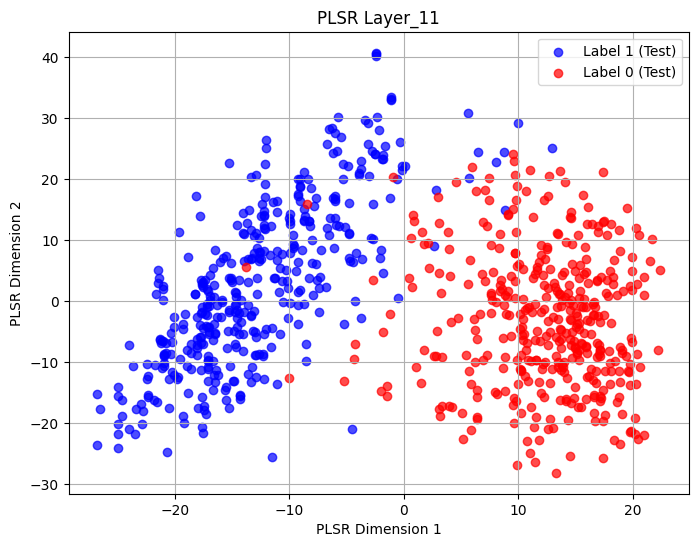 PLSR Layer_11
Label 1 (Test)
Label 0 (Test)
PLSR Dimension 2
40
30
20
10
0
−10
−20
−30
−20
−10
0
10
20
PLSR Dimension 1